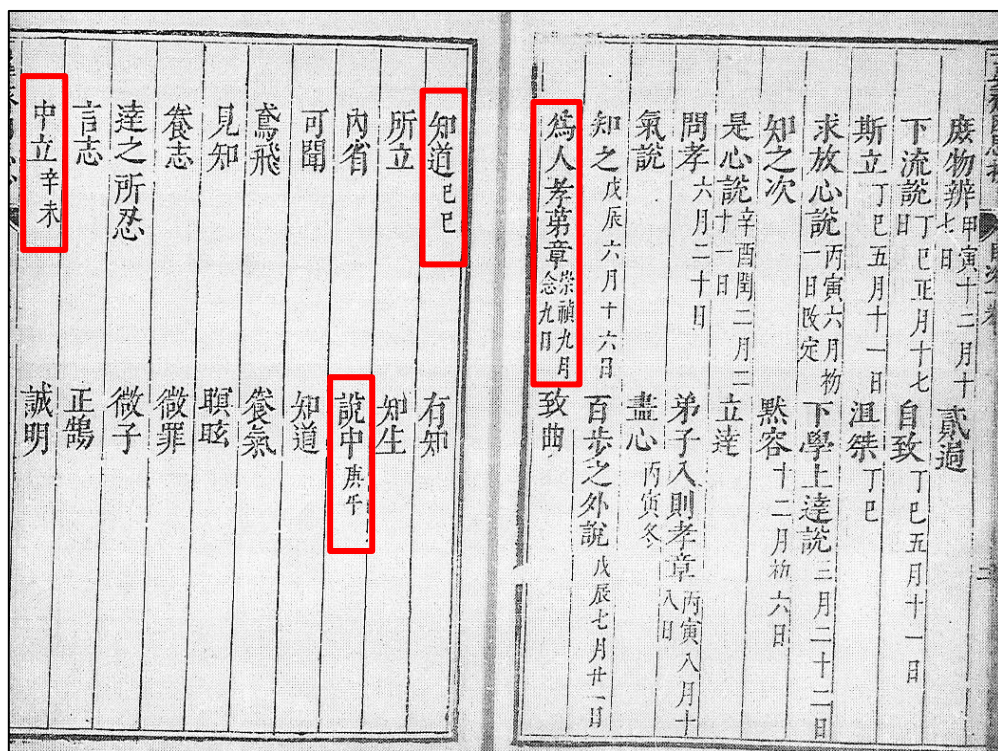 庶物辨甲寅十二月十七日 貳過
下流說丁巳正月十七日 自致丁巳五月十一日
斯立丁巳五月十一日 沮桀丁巳
求放心說丙寅六月初一日改定 下學上達說三月二十二日
知之次 默容十二月初六日
是心說辛酉閏二月二十一日 立達
問孝六月二十日 弟子入則孝章丙寅八月十八日
氣說 盡心丙寅冬
知之戊辰六月十六日 百步之外說戊辰七月廿一日
爲人孝弟章崇禎九月念九日 致曲
知道己巳 有知
所立 知生
內省 說中庚午
可聞 知道
鳶飛 養氣
見知 瞑眩
養志 微罪
達之所忍 微子
言志 正鵠
中立辛未 誠明